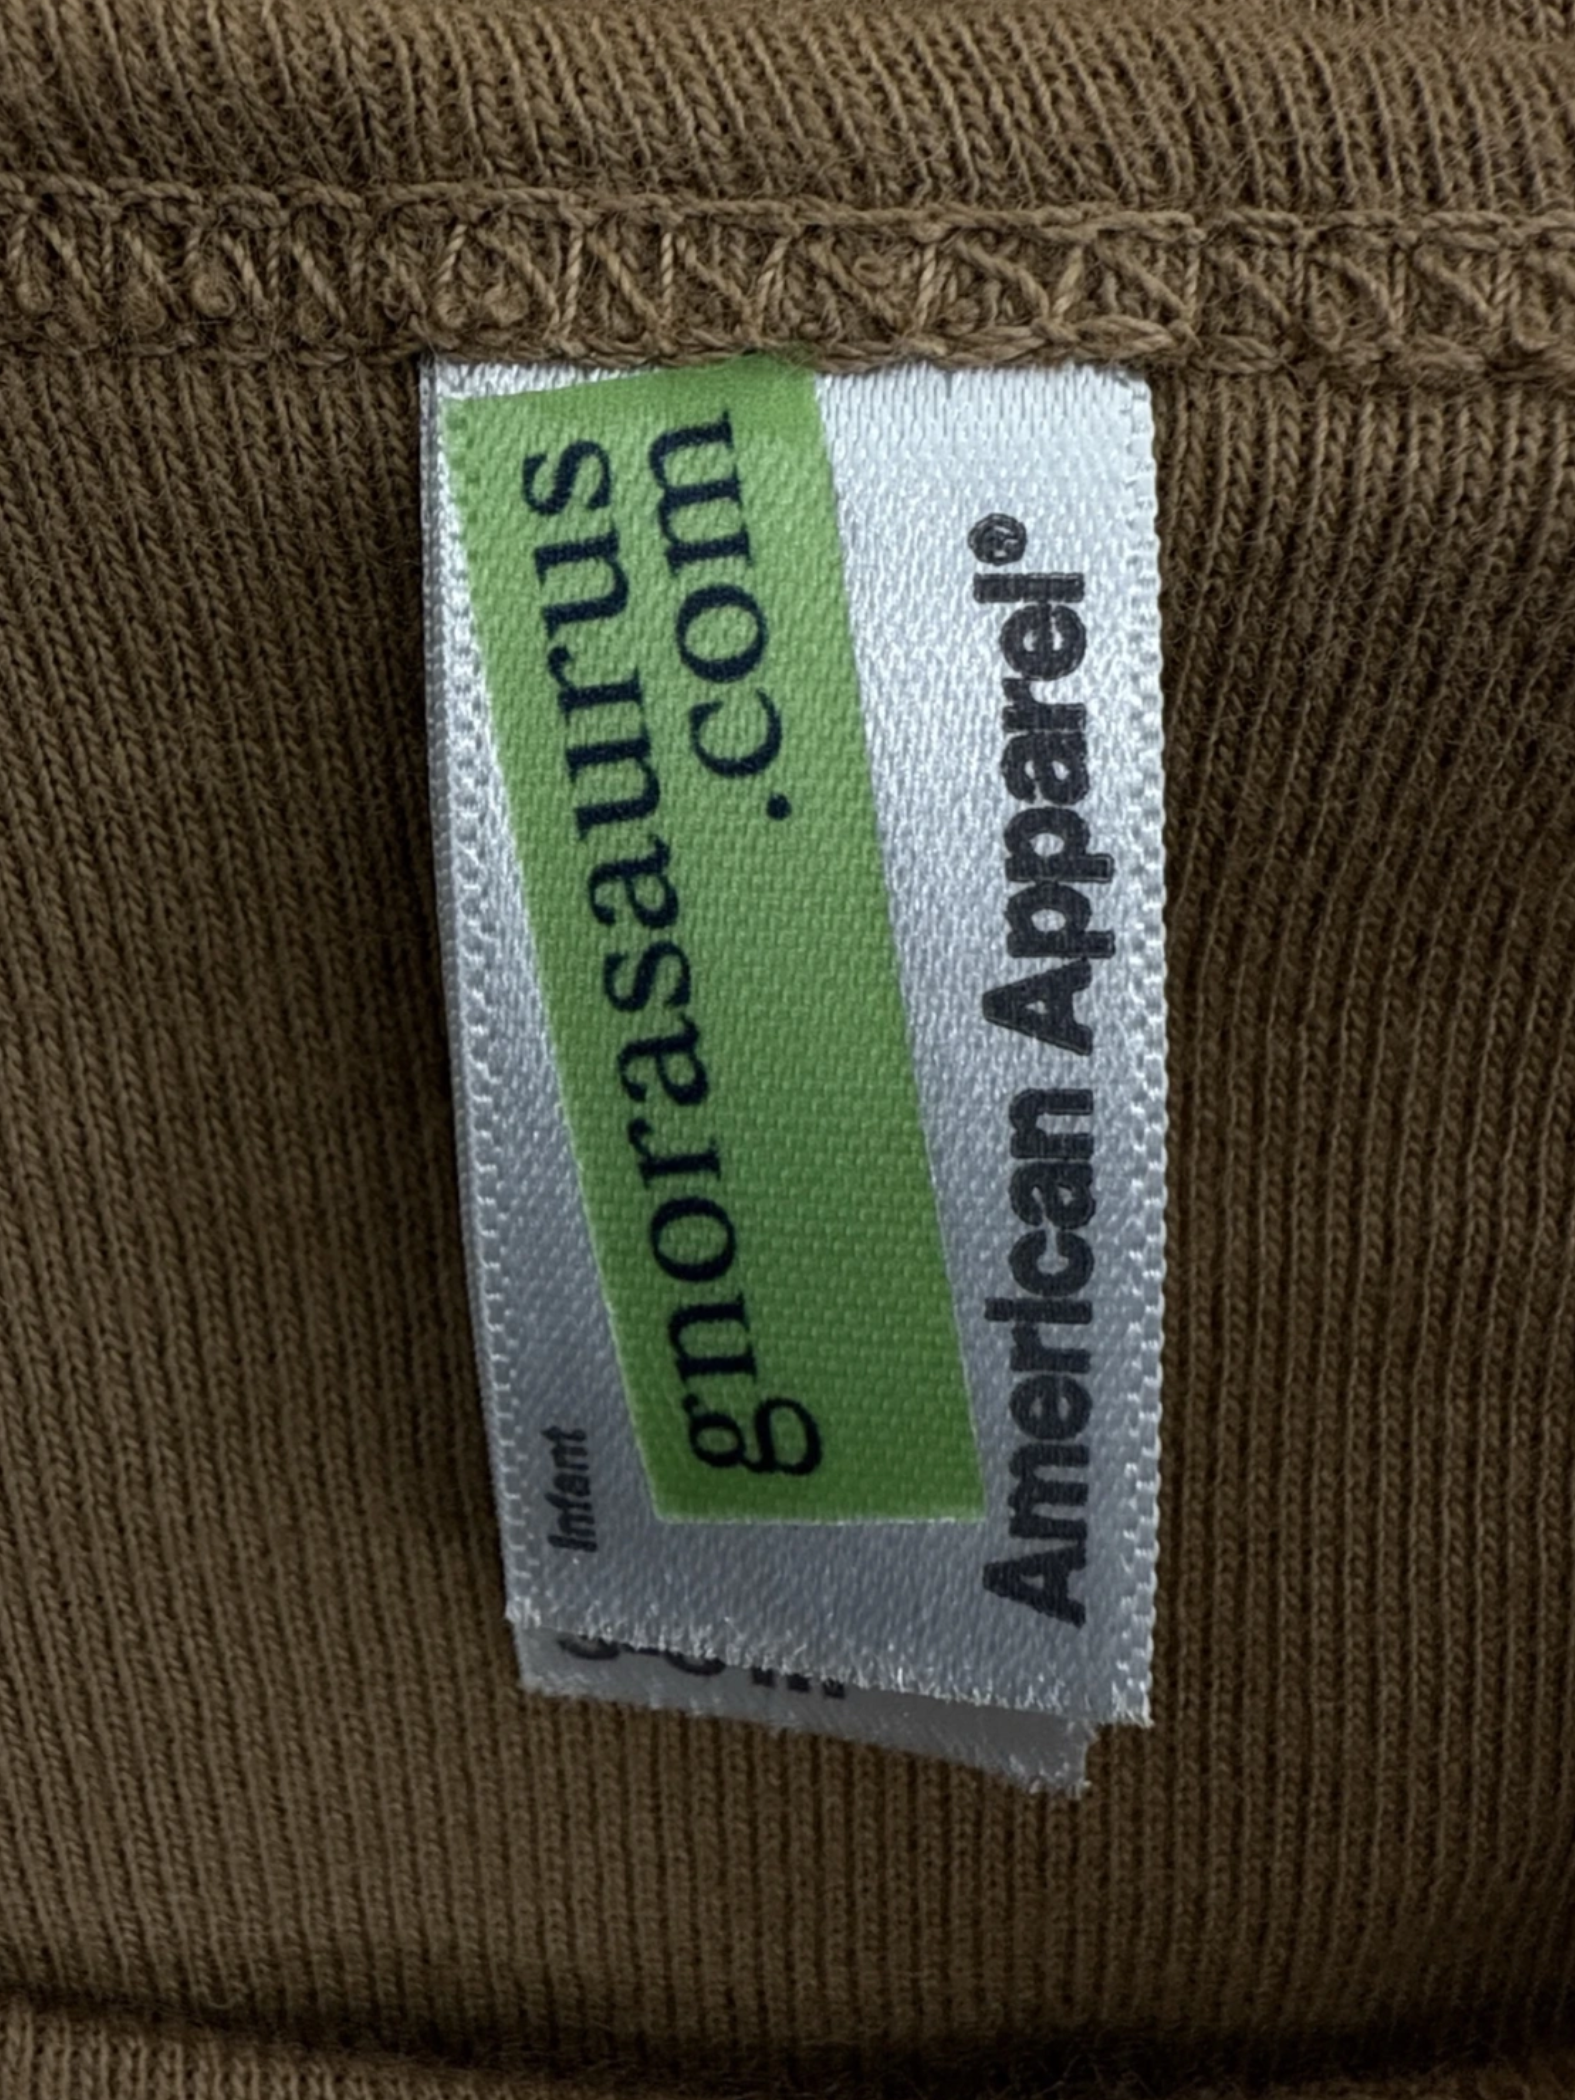 Infant
gnorasaurus
.com
American Apparel®